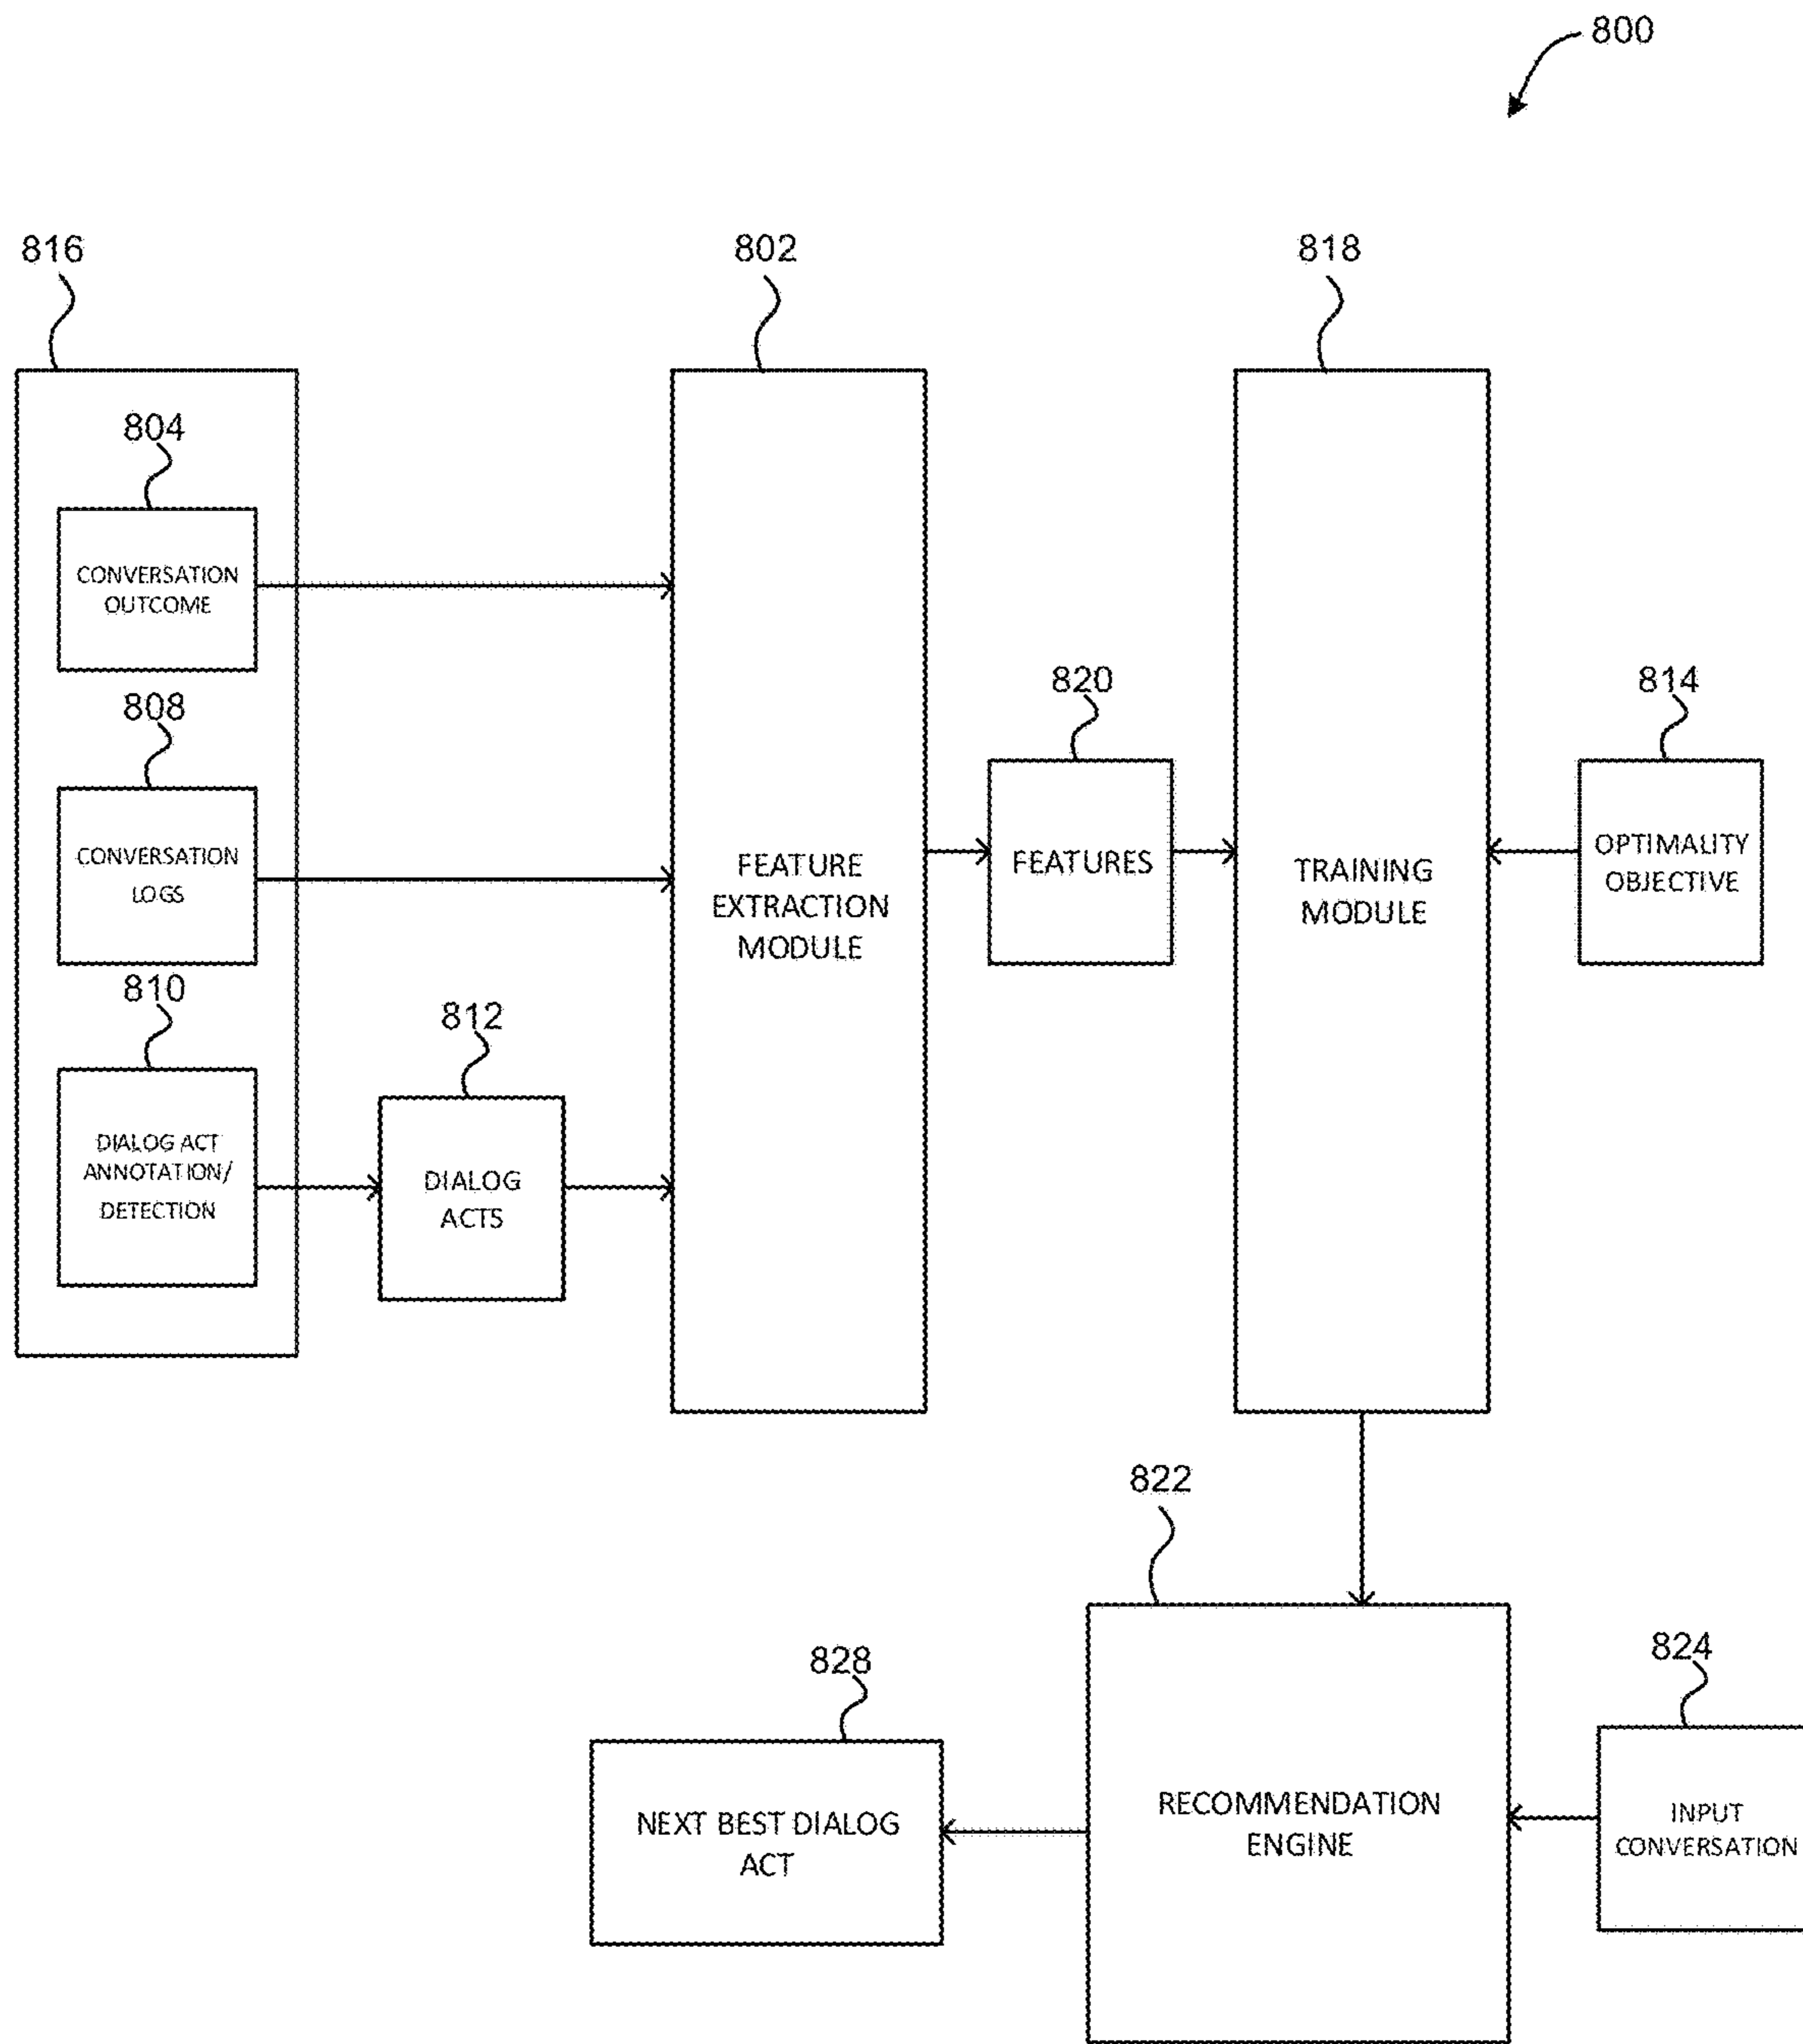 800
816
802
818
804
CONVERSATION
OUTCOME
808
820
814
CONVERSATION
LOGS
FEATURE
EXTRACTION
MODULE
FEATURES
TRAINING
MODULE
OPTIMALITY
OBJECTIVE
810
812
DIALOG ACT
ANNOTATION/
DETECTION
DIALOG
ACTS
822
828
824
NEXT BEST DIALOG
ACT
RECOMMENDATION
ENGINE
INPUT
CONVERSATION